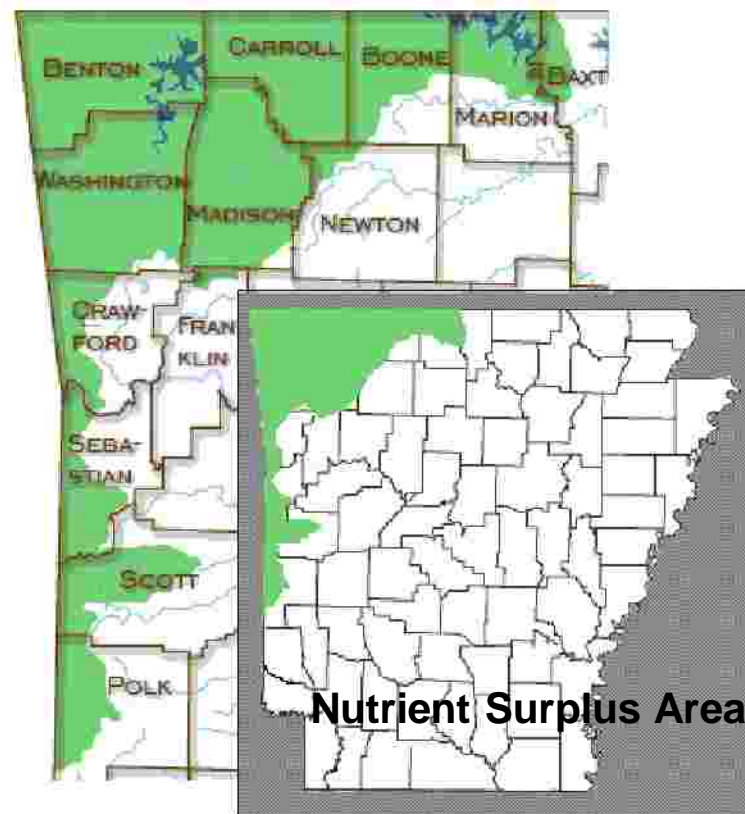 BENTON
CARROLL
BOONE
BAXT
MARION
WASHINGTON
MADISON
NEWTON
CRAW-
FORD
FRAN
KLIN
SEBA-
STIAN
SCOTT
POLK
Nutrient Surplus Area